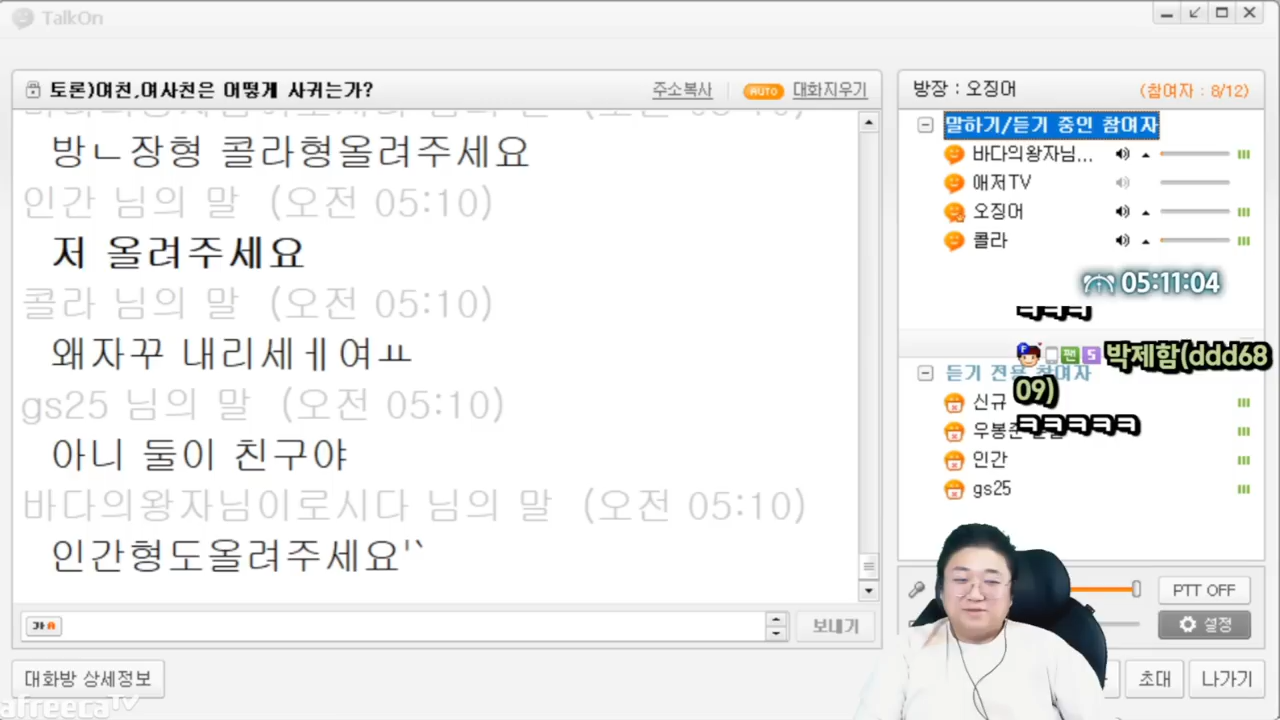 TalkOn
토론)여친,여사친은 어떻게 사귀는가?
주소복사
AUTO
대화지우기
방ㄴ장형 콜라형올려주세요
인간 님의 말 (오전 05:10)
저 올려주세요
콜라 님의 말 (오전 05:10)
왜자꾸 내리세ㅔ여ㅛ
gs25 님의 말 (오전 05:10)
아니 둘이 친구야
바다의왕자님이로시다 님의 말 (오전 05:10)
인간형도올려주세요'`
가
보내기
대화방 상세정보
afreecaTV
방장 : 오징어
(참여자 : 8/12)
말하기/듣기 중인 참여자
바다의왕자님...
애저TV
오징어
콜라
05:11:04
ㅋㅋㅋ
팬 S 박제함(ddd68
09)
ㅋㅋㅋㅋㅋ
듣기 전용 참여자
신규
우봉준
인간
gs25
PTT OFF
설정
초대
나가기